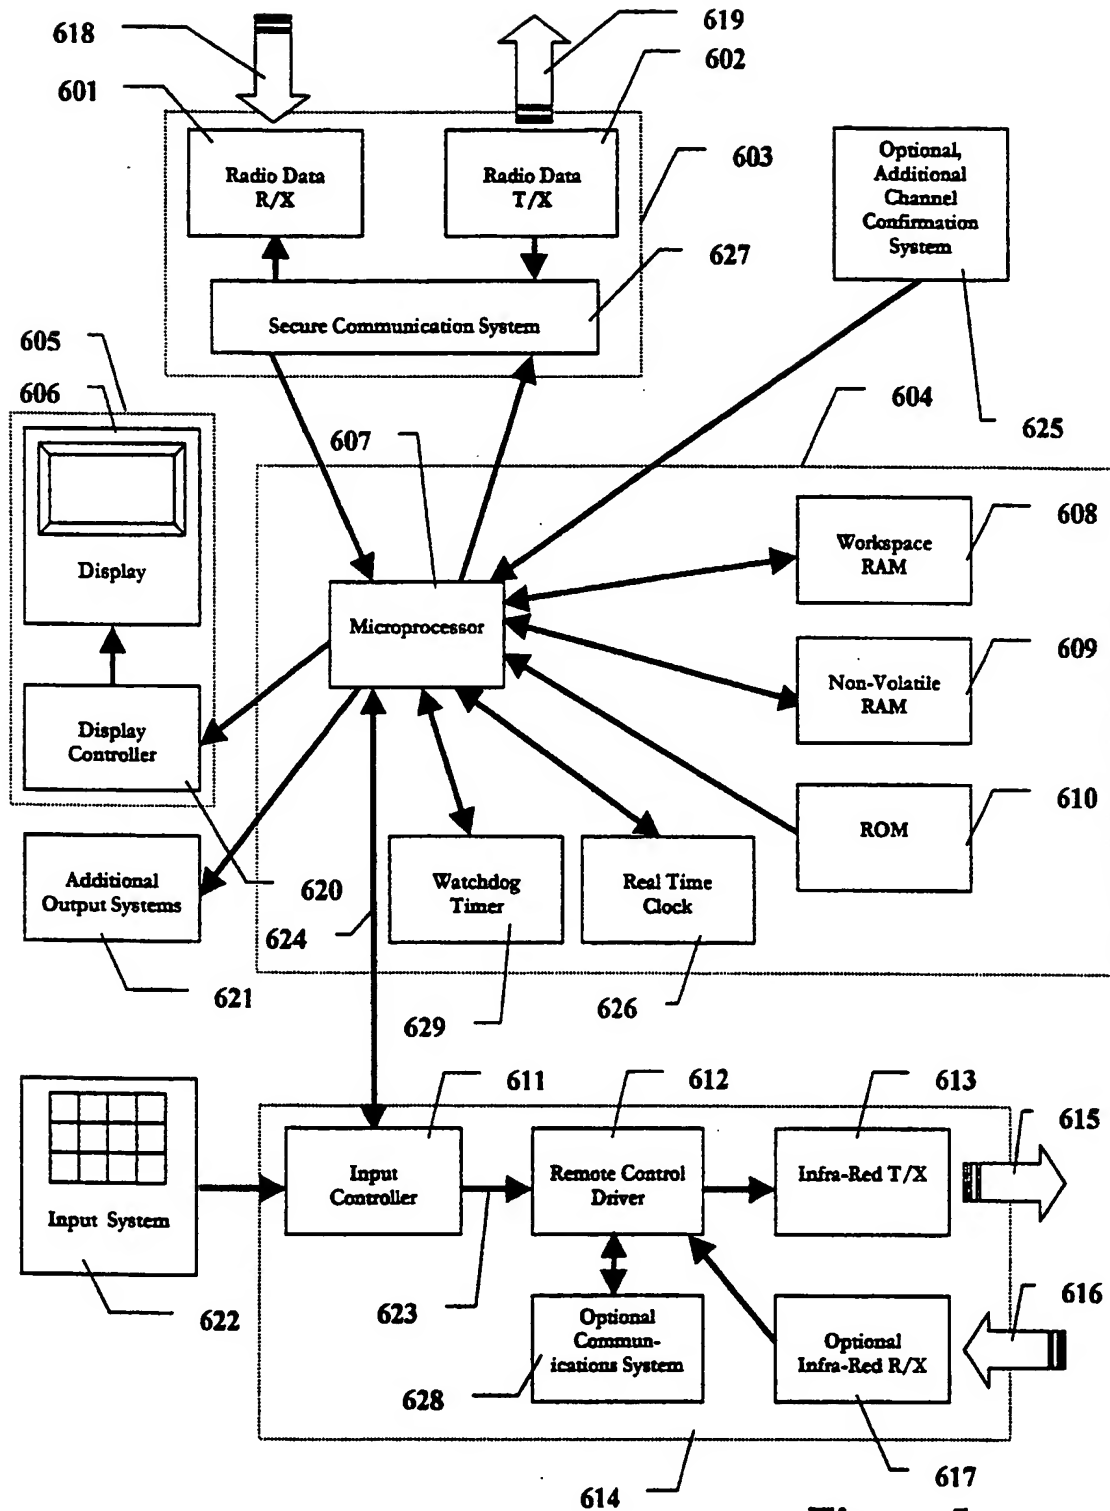 618
619
601
602
Radio Data
R/X
Radio Data
T/X
603
Optional,
Additional
Channel
Confirmation
System
627
Secure Communication System
605
606
604
625
607
Display
608
Workspace
RAM
Microprocessor
609
Non-Volatile
RAM
Display
Controller
610
ROM
Additional
Output Systems
620
624
Watchdog
Timer
Real Time
Clock
621
629
626
611
612
613
615
Input System
Input
Controller
Remote Control
Driver
Infra-Red T/X
622
623
616
Optional
Commun-
ications System
Optional
Infra-Red R/X
628
617
614